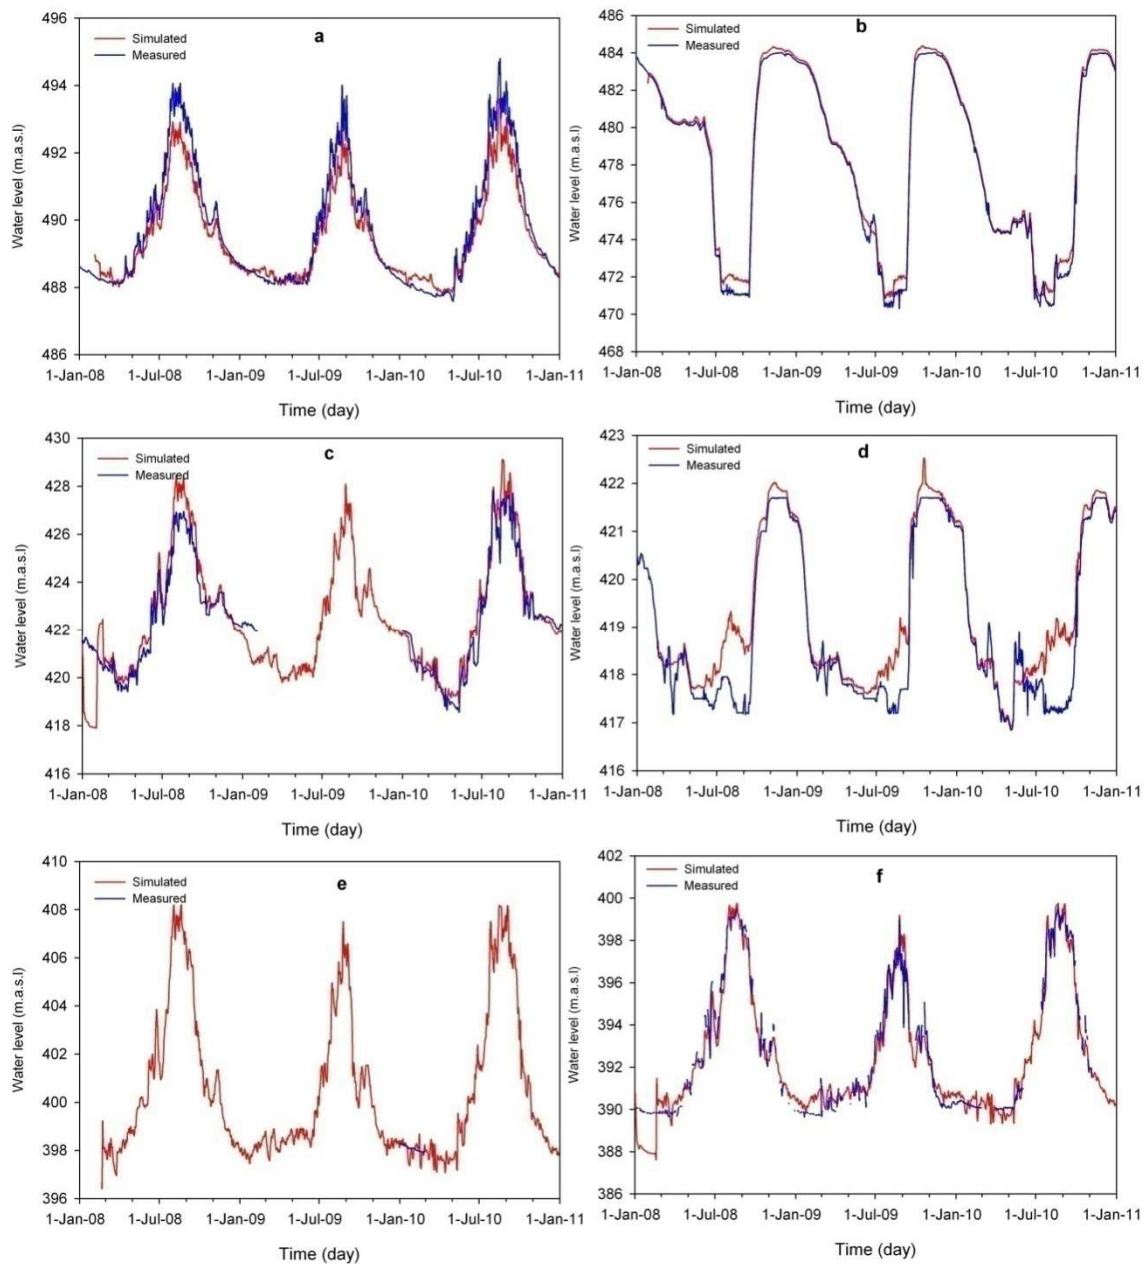 a
Simulated
Measured
Water level (m.a.s.l)
496
494
492
490
488
486
1-Jan-08 1-Jul-08 1-Jan-09 1-Jul-09 1-Jan-10 1-Jul-10 1-Jan-11
Time (day)
b
Simulated
Measured
Water level (m.a.s.l)
486
484
482
480
478
476
474
472
470
468
1-Jan-08 1-Jul-08 1-Jan-09 1-Jul-09 1-Jan-10 1-Jul-10 1-Jan-11
Time (day)
c
Simulated
Measured
Water level (m.a.s.l)
430
428
426
424
422
420
418
416
1-Jan-08 1-Jul-08 1-Jan-09 1-Jul-09 1-Jan-10 1-Jul-10 1-Jan-11
Time (day)
d
Simulated
Measured
Water level (m.a.s.l)
423
422
421
420
419
418
417
416
1-Jan-08 1-Jul-08 1-Jan-09 1-Jul-09 1-Jan-10 1-Jul-10 1-Jan-11
Time (day)
e
Simulated
Measured
Water level (m.a.s.l)
410
408
406
404
402
400
398
396
1-Jan-08 1-Jul-08 1-Jan-09 1-Jul-09 1-Jan-10 1-Jul-10 1-Jan-11
Time (day)
f
Simulated
Measured
Water level (m.a.s.l)
402
400
398
396
394
392
390
388
386
1-Jan-08 1-Jul-08 1-Jan-09 1-Jul-09 1-Jan-10 1-Jul-10 1-Jan-11
Time (day)